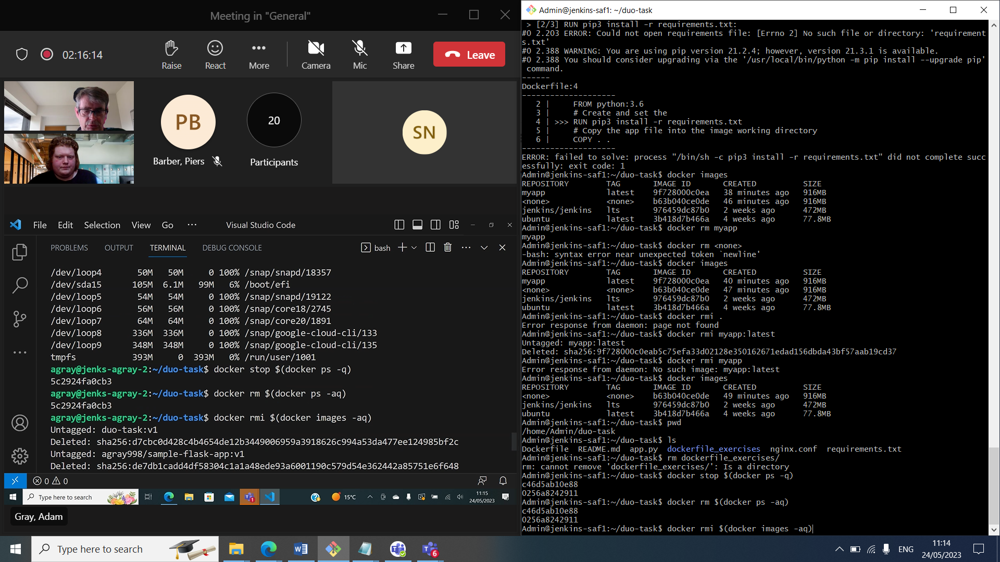 Meeting in "General"
02:16:14
Raise
React
More
Camera
Mic
Share
Leave
PB
Barber, Piers
20
Participants
SN
File Edit Selection View Go ··· Visual Studio Code
PROBLEMS OUTPUT TERMINAL DEBUG CONSOLE bash
/dev/loop4 50M 50M 0 100% /snap/snapd/18357
/dev/sda15 105M 6.1M 99M 6% /boot/efi
/dev/loop5 54M 54M 0 100% /snap/snapd/19122
/dev/loop6 56M 56M 0 100% /snap/core18/2745
/dev/loop7 64M 64M 0 100% /snap/core20/1891
/dev/loop8 336M 336M 0 100% /snap/google-cloud-cli/133
/dev/loop9 348M 348M 0 100% /snap/google-cloud-cli/135
tmpfs 393M 0 393M 0% /run/user/1001
agray@jenks-agray-2:~/duo-task$ docker stop $(docker ps -q)
5c2924fa0cb3
agray@jenks-agray-2:~/duo-task$ docker rm $(docker ps -aq)
5c2924fa0cb3
agray@jenks-agray-2:~/duo-task$ docker rmi $(docker images -aq)
Untagged: duo-task:v1
Deleted: sha256:d7cbc0d428c4b4654de12b3449006959a3918626c994a53da477ee124985bf2c
Untagged: agray998/sample-flask-app:v1
Deleted: sha256:de7db1cadd4df58304c1a1a48ede93a6001190c579d54e362442a85751e6f648
0 0
Type here to search
1
15°C
11:15
24/05/2023
Gray, Adam
Admin@jenkins-saf1: ~/duo-task
> [2/3] RUN pip3 install -r requirements.txt:
#0 2.203 ERROR: Could not open requirements file: [Errno 2] No such file or directory: 'requirement
s.txt'
#0 2.388 WARNING: You are using pip version 21.2.4; however, version 21.3.1 is available.
#0 2.388 You should consider upgrading via the '/usr/local/bin/python -m pip install --upgrade pip'
command.
------
Dockerfile:4
--------------------
2 | FROM python:3.6
3 | # Create and set the
4 | >>> RUN pip3 install -r requirements.txt
5 | # Copy the app file into the image working directory
6 | COPY . .
--------------------
ERROR: failed to solve: process "/bin/sh -c pip3 install -r requirements.txt" did not complete succ
essfully: exit code: 1
Admin@jenkins-saf1:~/duo-task$ docker images
REPOSITORY TAG IMAGE ID CREATED SIZE
myapp latest 9f728000c0ea 38 minutes ago 916MB
<none> <none> b63b040ce0de 46 minutes ago 916MB
jenkins/jenkins lts 976459dc87b0 2 weeks ago 472MB
ubuntu latest 3b418d7b466a 4 weeks ago 77.8MB
Admin@jenkins-saf1:~/duo-task$ docker rm myapp
myapp
Admin@jenkins-saf1:~/duo-task$ docker rm <none>
-bash: syntax error near unexpected token `newline'
Admin@jenkins-saf1:~/duo-task$ docker images
REPOSITORY TAG IMAGE ID CREATED SIZE
myapp latest 9f728000c0ea 40 minutes ago 916MB
<none> <none> b63b040ce0de 47 minutes ago 916MB
jenkins/jenkins lts 976459dc87b0 2 weeks ago 472MB
ubuntu latest 3b418d7b466a 4 weeks ago 77.8MB
Admin@jenkins-saf1:~/duo-task$ docker rmi .
Error response from daemon: page not found
Admin@jenkins-saf1:~/duo-task$ docker rmi myapp:latest
Untagged: myapp:latest
Deleted: sha256:9f728000c0eab5c75efa33d02128e350162671edad156dbda43bf57aab19cd37
Admin@jenkins-saf1:~/duo-task$ docker rmi myapp
Error response from daemon: No such image: myapp:latest
Admin@jenkins-saf1:~/duo-task$ docker images
REPOSITORY TAG IMAGE ID CREATED SIZE
<none> <none> b63b040ce0de 49 minutes ago 916MB
jenkins/jenkins lts 976459dc87b0 2 weeks ago 472MB
ubuntu latest 3b418d7b466a 4 weeks ago 77.8MB
Admin@jenkins-saf1:~/duo-task$ pwd
/home/Admin/duo-task
Admin@jenkins-saf1:~/duo-task$ ls
Dockerfile README.md app.py dockerfile_exercises nginx.conf requirements.txt
Admin@jenkins-saf1:~/duo-task$ rm dockerfile_exercises/
rm: cannot remove 'dockerfile_exercises/': Is a directory
Admin@jenkins-saf1:~/duo-task$ docker stop $(docker ps -q)
c46d5ab10e88
0256a8242911
Admin@jenkins-saf1:~/duo-task$ docker rm $(docker ps -aq)
c46d5ab10e88
0256a8242911
Admin@jenkins-saf1:~/duo-task$ docker rmi $(docker images -aq)
Type here to search
6
ENG
11:14
24/05/2023